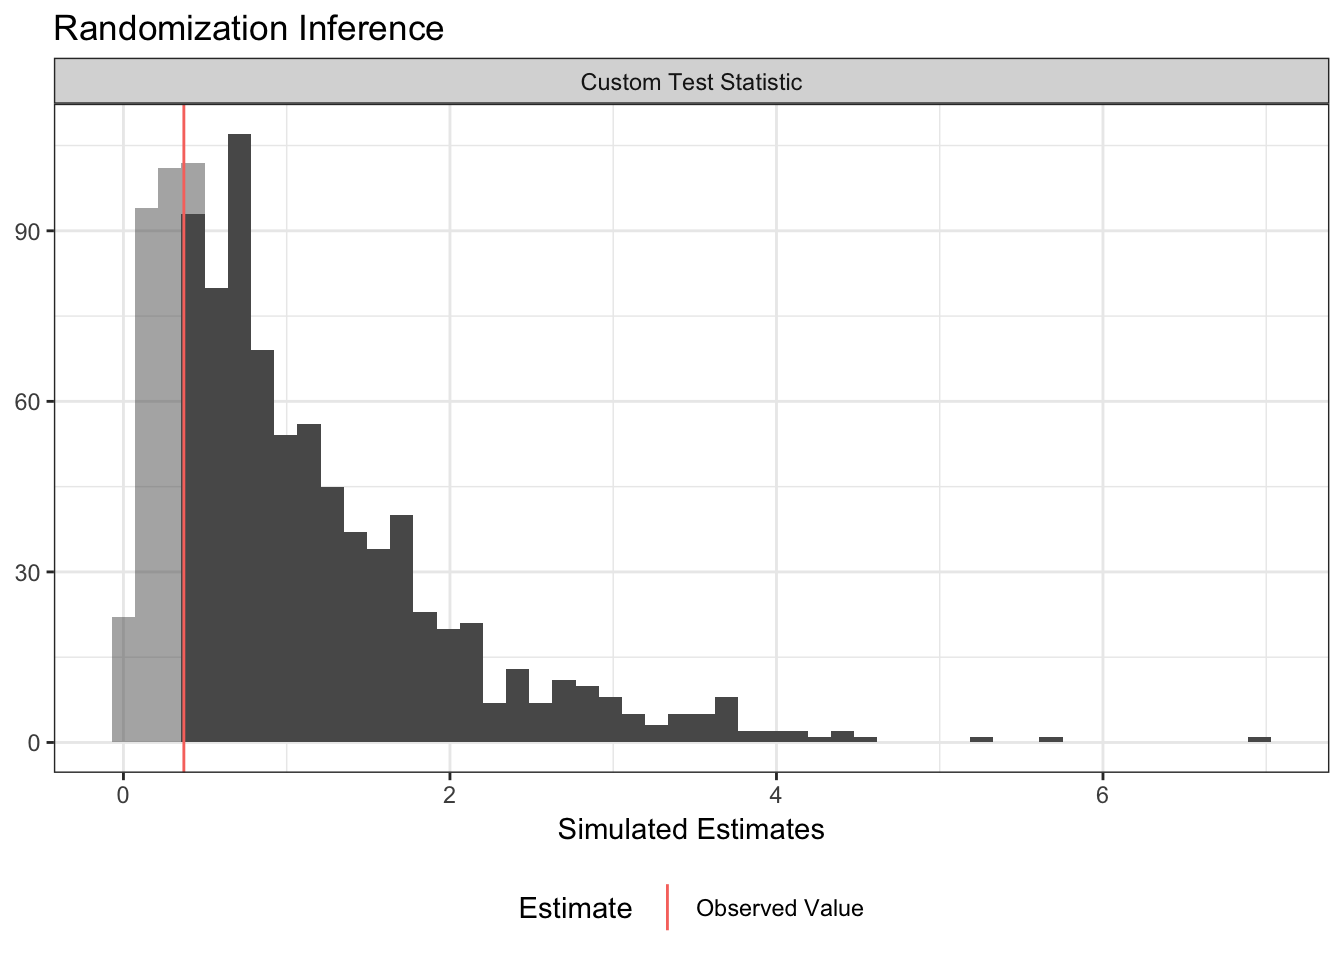 Randomization Inference
Custom Test Statistic
90
60
30
0
0 2 4 6
Simulated Estimates
Estimate Observed Value